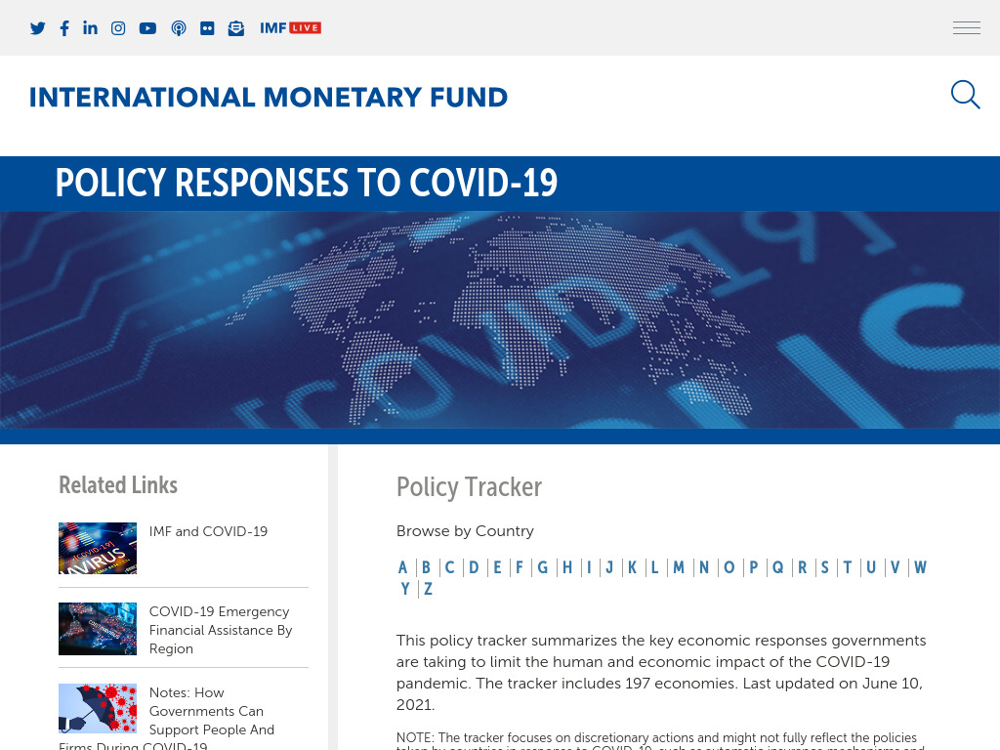 IMF LIVE
INTERNATIONAL MONETARY FUND
POLICY RESPONSES TO COVID-19
[COVID-19]
Related Links
IMF and COVID-19
COVID-19 Emergency
Financial Assistance By
Region
Notes: How
Governments Can
Support People And
Firms During COVID-19
Policy Tracker
Browse by Country
A B C D E F G H I J K L M N O P Q R S T U V W
Y Z
This policy tracker summarizes the key economic responses governments
are taking to limit the human and economic impact of the COVID-19
pandemic. The tracker includes 197 economies. Last updated on June 10,
2021.
NOTE: The tracker focuses on discretionary actions and might not fully reflect the policies
taken by countries in response to COVID-19, such as automatic insurance mechanisms and